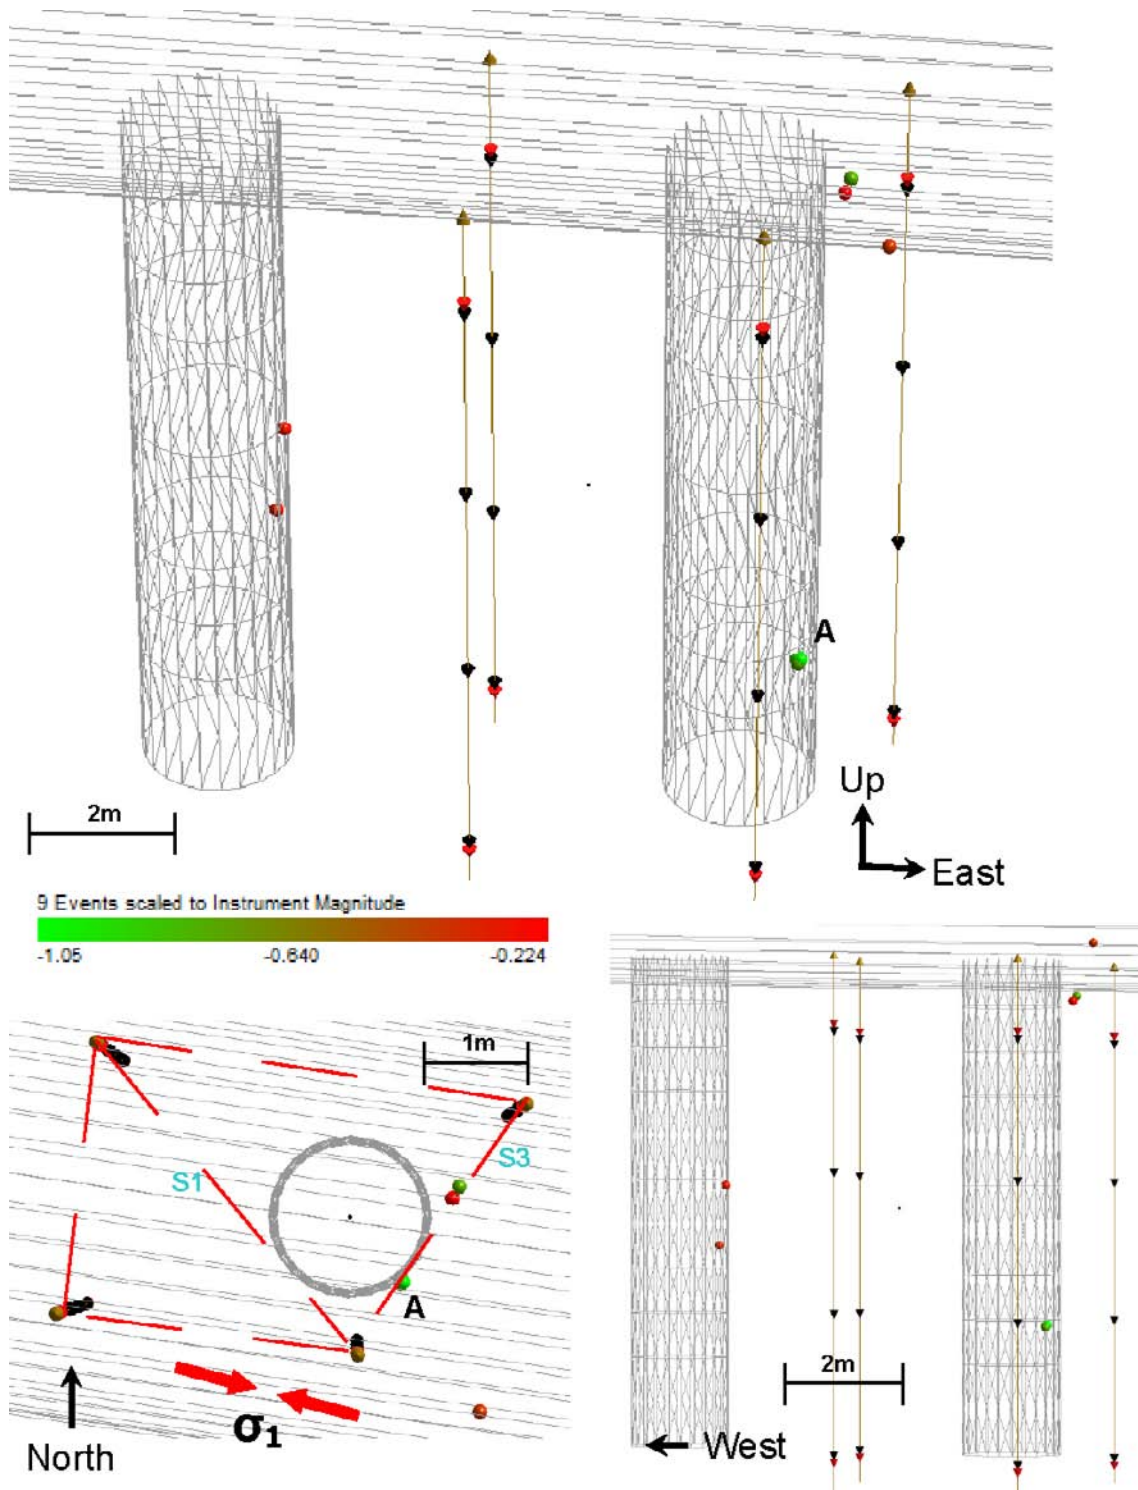 A
Up
2m
East
9 Events scaled to Instrument Magnitude
-1.05
-0.640
-0.224
1m
S1
S3
A
2m
σ1
North
West